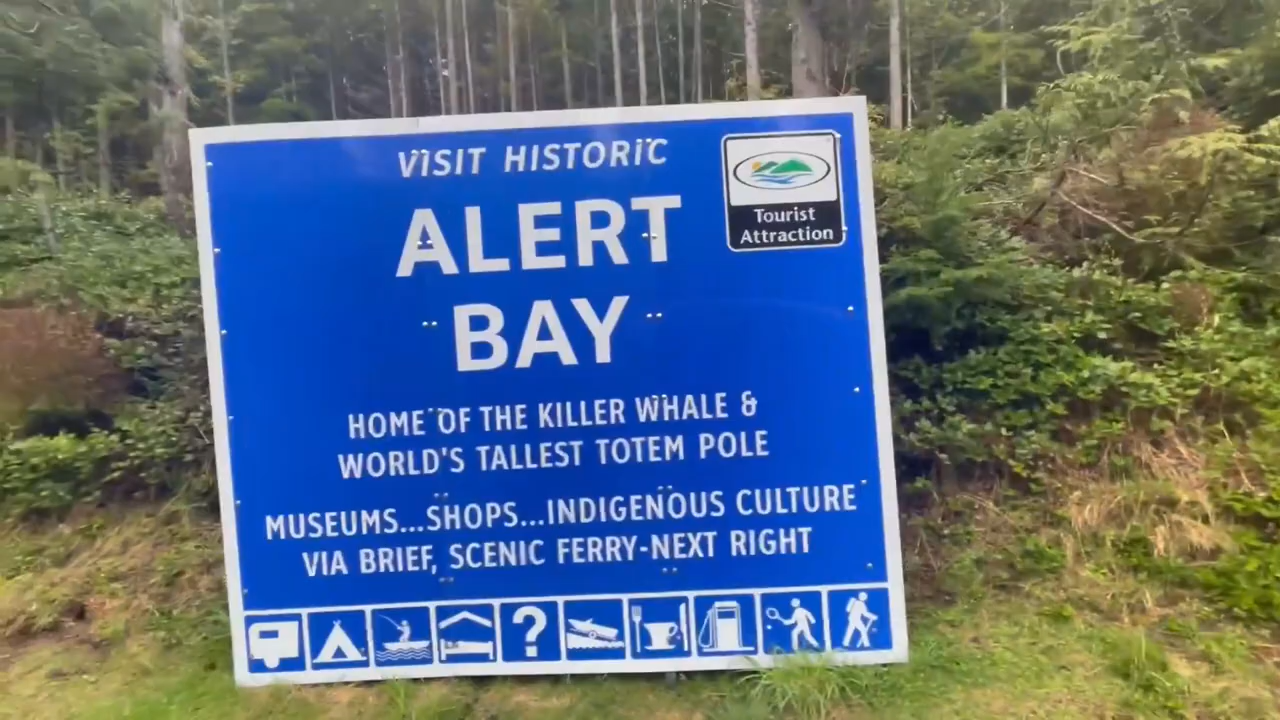 VISIT HISTORIC
ALERT
BAY
Tourist
Attraction
HOME OF THE KILLER WHALE &
WORLD'S TALLEST TOTEM POLE
MUSEUMS...SHOPS...INDIGENOUS CULTURE
VIA BRIEF, SCENIC FERRY-NEXT RIGHT
?